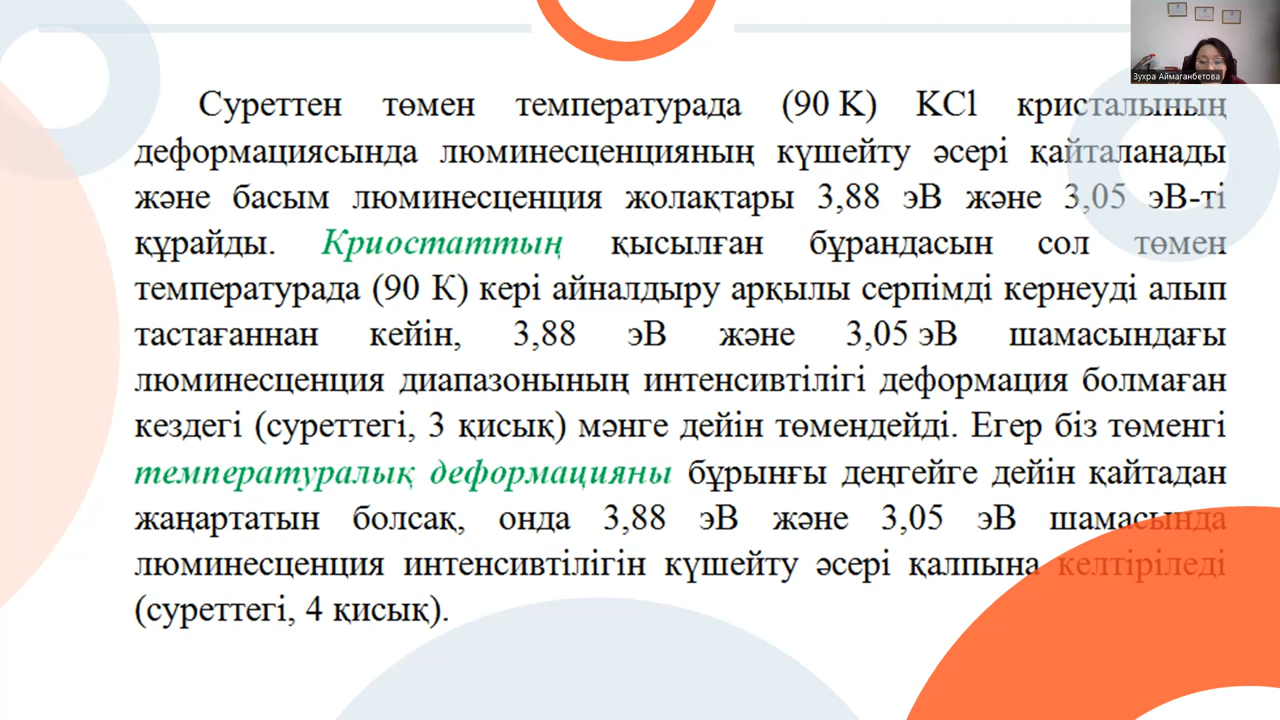 Зухра Аймаганбетова
Суреттен төмен температурада (90 K) KCl кристалының
деформациясында люминесценцияның күшейту әсері қайталанады
және басым люминесценция жолақтары 3,88 эВ және 3,05 эВ-ті
құрайды. Криостаттың қысылған бұрандасын сол төмен
температурада (90 К) кері айналдыру арқылы серпімді кернеуді алып
тастағаннан кейін, 3,88 эВ және 3,05 эВ шамасындағы
люминесценция диапазонының интенсивтілігі деформация болмаған
кездегі (суреттегі, 3 қисық) мәнге дейін төмендейді. Егер біз төменгі
температуралық деформацияны бұрынғы деңгейге дейін қайтадан
жаңартатын болсақ, онда 3,88 эВ және 3,05 эВ шамасында
люминесценция интенсивтілігін күшейту әсері қалпына келтіріледі
(суреттегі, 4 қисық).